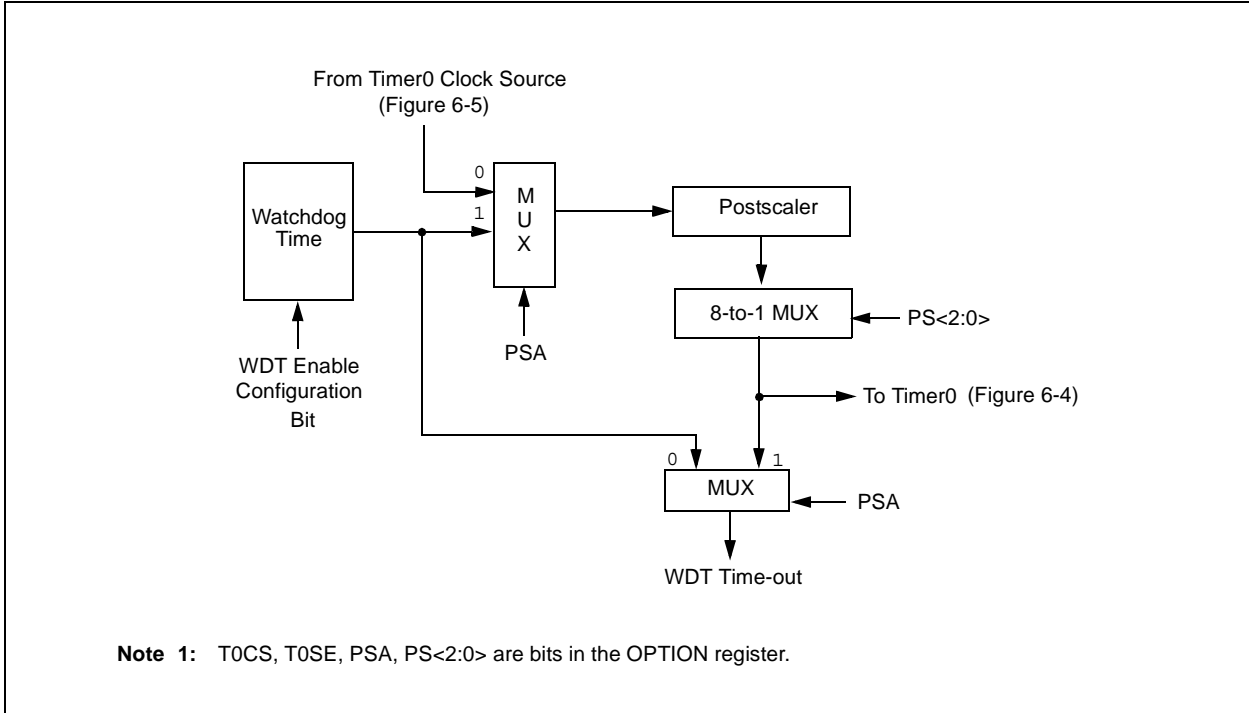 From Timer0 Clock Source
(Figure 6-5)
0
1
M
U
X
Watchdog
Time
Postscaler
8-to-1 MUX
PS<2:0>
PSA
WDT Enable
Configuration
Bit
To Timer0 (Figure 6-4)
0
1
MUX
PSA
WDT Time-out
Note 1: T0CS, T0SE, PSA, PS<2:0> are bits in the OPTION register.